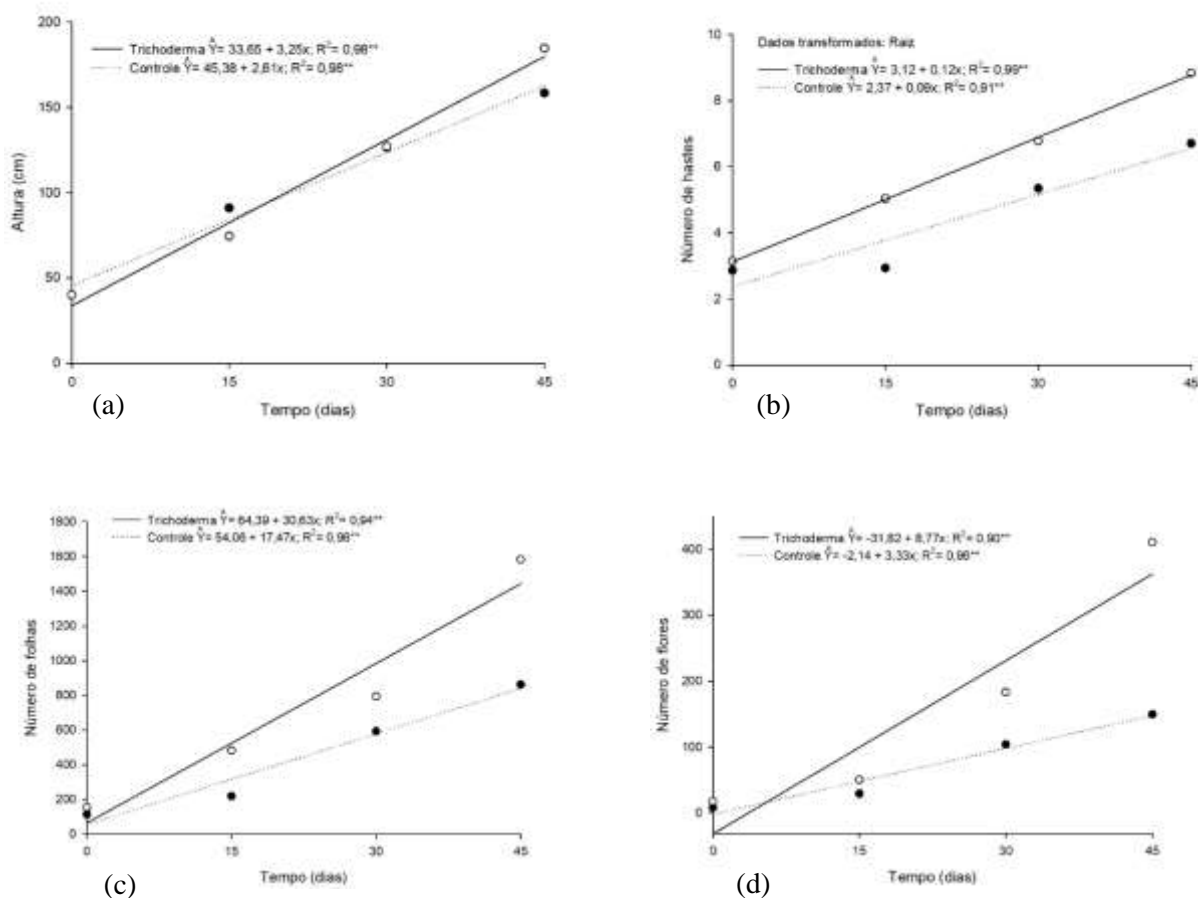 200
150
100
50
0
Altura (cm)
Trichoderma Ŷ= 33,65 + 3,25x; R²= 0,98**
Controle Ŷ= 45,38 + 2,61x; R²= 0,98**
0 15 30 45
(a) Tempo (dias)
10
8
6
4
2
0
Número de hastes
Dados transformados: Raiz
Trichoderma Ŷ= 3,12 + 0,12x; R²= 0,99**
Controle Ŷ= 2,37 + 0,09x; R²= 0,91**
0 15 30 45
(b) Tempo (dias)
1800
1600
1400
1200
1000
800
600
400
200
0
Número de folhas
Trichoderma Ŷ= 64,39 + 30,63x; R²= 0,94**
Controle Ŷ= 54,06 + 17,47x; R²= 0,96**
0 15 30 45
(c) Tempo (dias)
400
300
200
100
0
Número de flores
Trichoderma Ŷ= -31,62 + 8,77x; R²= 0,90**
Controle Ŷ= -2,14 + 3,33x; R²= 0,96**
0 15 30 45
(d) Tempo (dias)